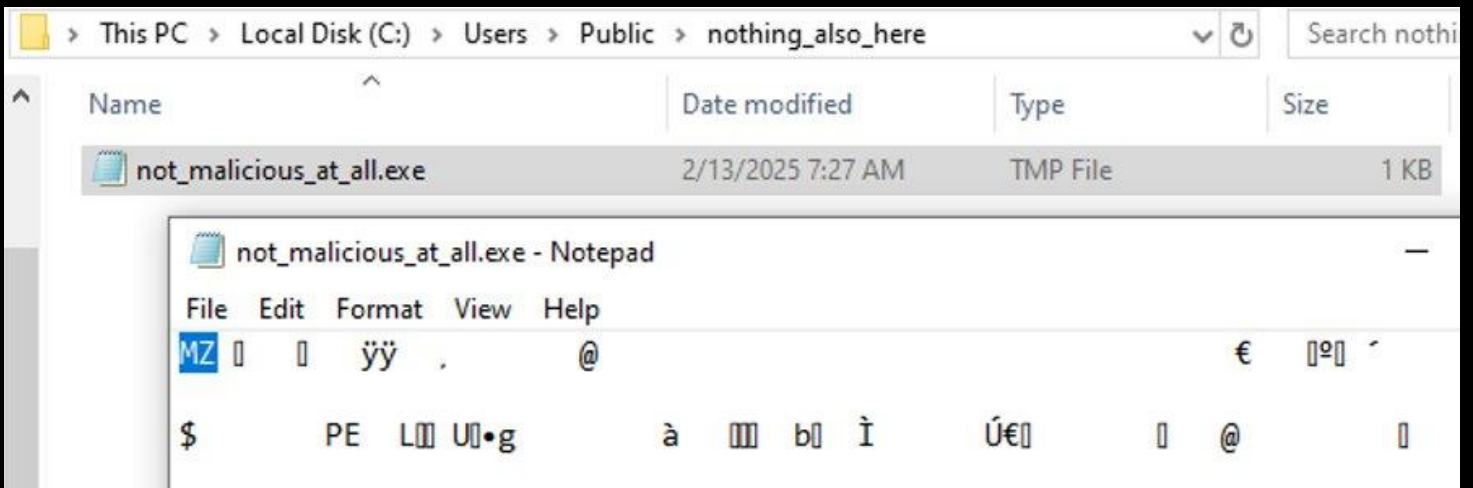 This PC > Local Disk (C:) > Users > Public > nothing_also_here Search nothi
Name Date modified Type Size
not_malicious_at_all.exe 2/13/2025 7:27 AM TMP File 1 KB
not_malicious_at_all.exe - Notepad
File Edit Format View Help
MZ ÿÿ @ € º ´
$ PE L U •g à b Ì Ú€ @